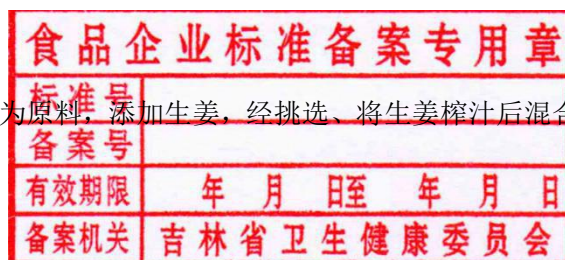 食品企业标准备案专用章
标准号
为原料，添加生姜，经挑选、将生姜榨汁后混合
备案号
有效期限 年 月 日至 年 月 日
备案机关 吉林省卫生健康委员会